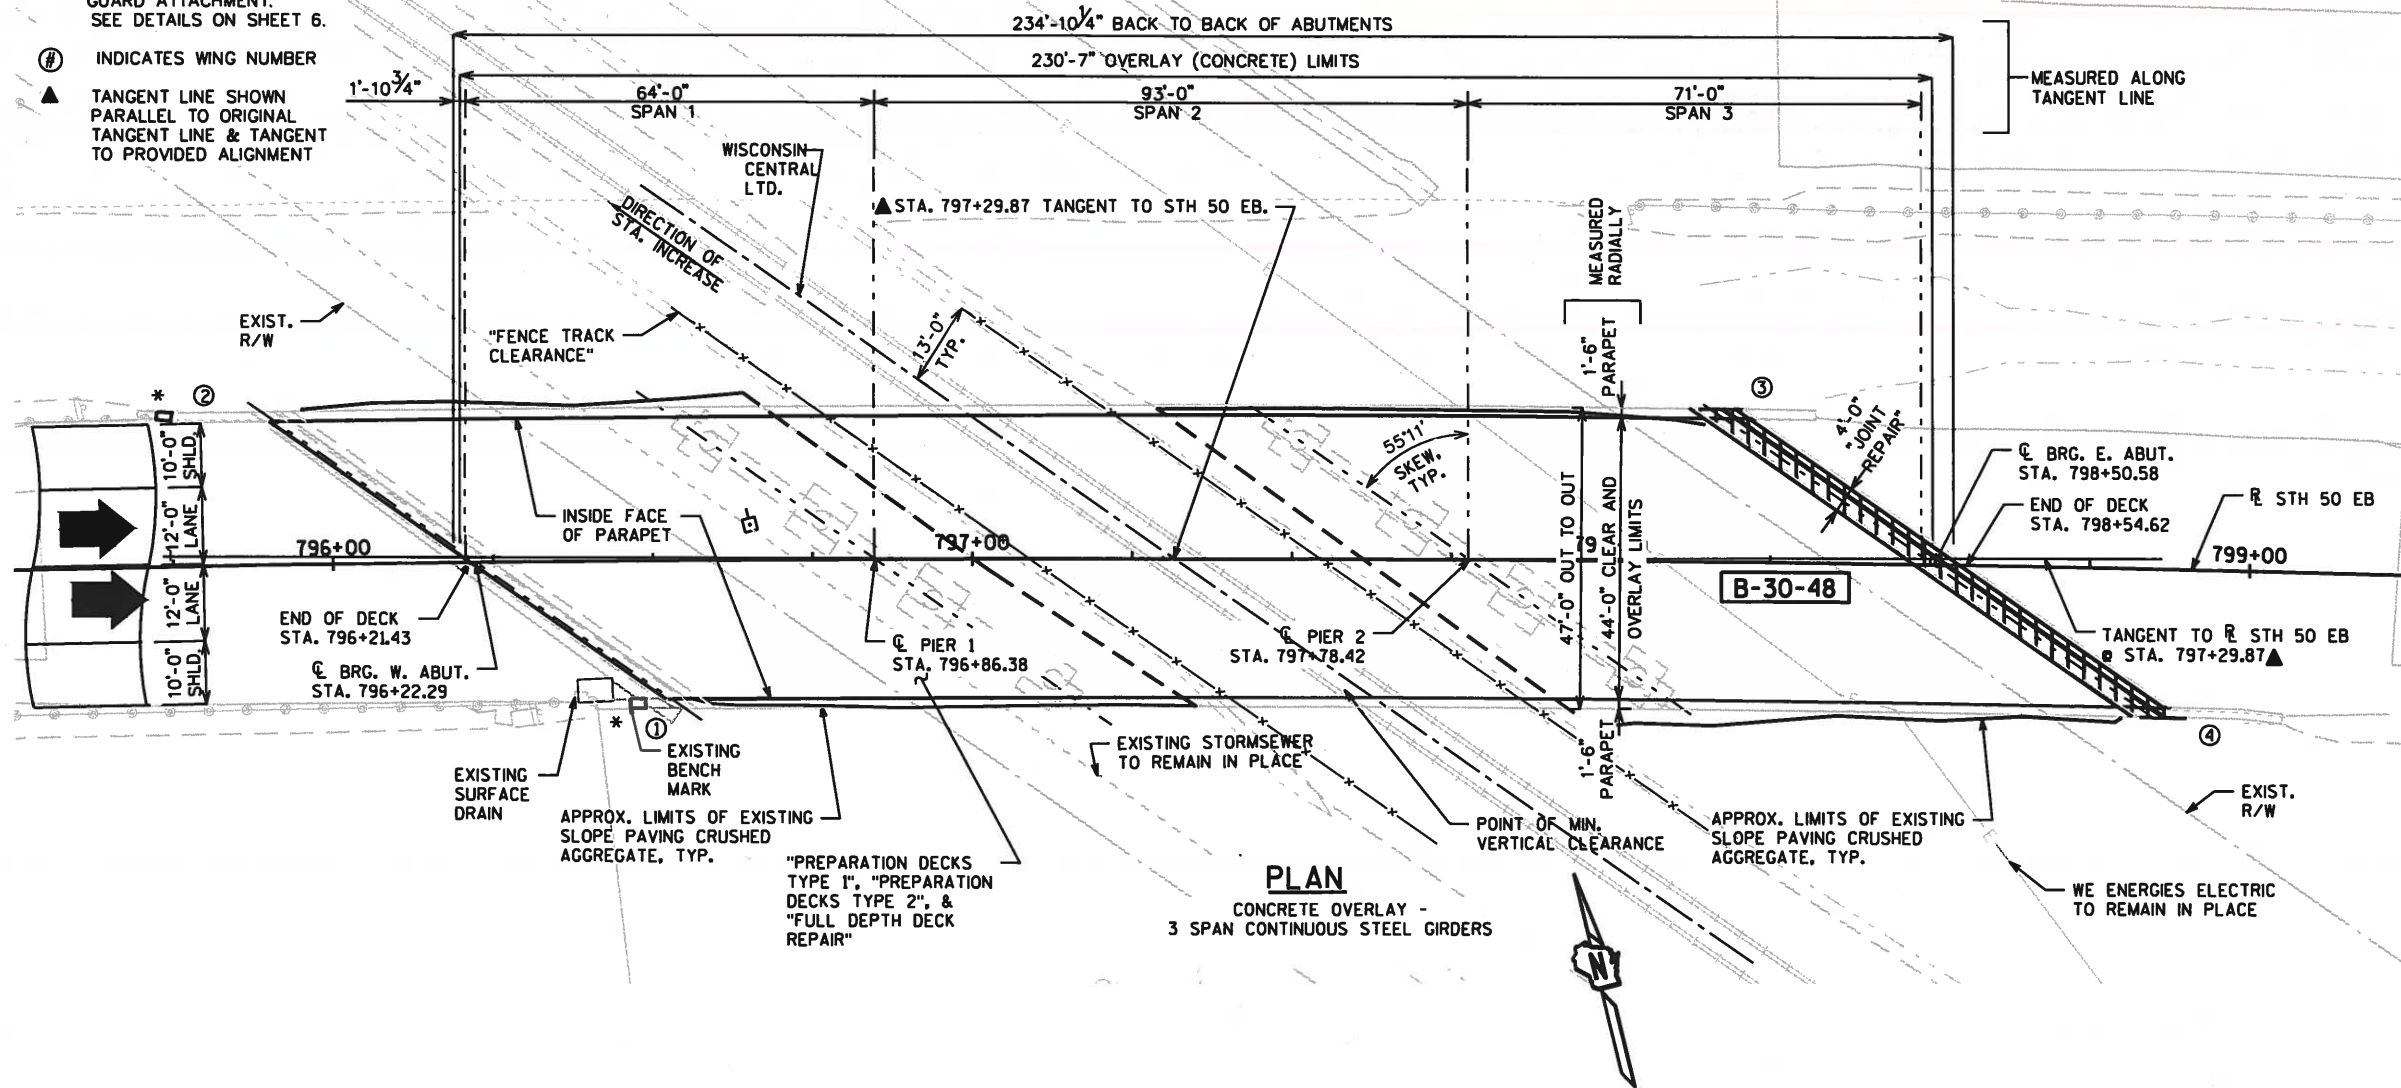 GUARD ATTACHMENT.
SEE DETAILS ON SHEET 6.
(#) INDICATES WING NUMBER
▲ TANGENT LINE SHOWN
PARALLEL TO ORIGINAL
TANGENT LINE & TANGENT
TO PROVIDED ALIGNMENT
234'-10 1/4" BACK TO BACK OF ABUTMENTS
230'-7" OVERLAY (CONCRETE) LIMITS
1'-10 3/4"
64'-0"
SPAN 1
93'-0"
SPAN 2
71'-0"
SPAN 3
MEASURED ALONG
TANGENT LINE
WISCONSIN
CENTRAL
LTD.
▲ STA. 797+29.87 TANGENT TO STH 50 EB.
DIRECTION OF
STA. INCREASE
MEASURED
RADIALLY
EXIST.
R/W
"FENCE TRACK
CLEARANCE"
13'-0"
TYP.
1'-6"
PARAPET
*
②
③
4'-0"
"JOINT
REPAIR"
55°11'
SKEW,
TYP.
℄ BRG. E. ABUT.
STA. 798+50.58
END OF DECK
STA. 798+54.62
RL STH 50 EB
10'-0"
SHLD.
12'-0"
LANE
12'-0"
LANE
10'-0"
SHLD.
INSIDE FACE
OF PARAPET
796+00
797+00
79
799+00
47'-0" OUT TO OUT
44'-0" CLEAR AND
OVERLAY LIMITS
B-30-48
END OF DECK
STA. 796+21.43
℄ BRG. W. ABUT.
STA. 796+22.29
℄ PIER 1
STA. 796+86.38
℄ PIER 2
STA. 797+78.42
TANGENT TO RL STH 50 EB
@ STA. 797+29.87▲
*
①
④
EXISTING
BENCH
MARK
EXISTING
SURFACE
DRAIN
EXISTING STORMSEWER
TO REMAIN IN PLACE
1'-6"
PARAPET
EXIST.
R/W
APPROX. LIMITS OF EXISTING
SLOPE PAVING CRUSHED
AGGREGATE, TYP.
POINT OF MIN.
VERTICAL CLEARANCE
APPROX. LIMITS OF EXISTING
SLOPE PAVING CRUSHED
AGGREGATE, TYP.
"PREPARATION DECKS
TYPE 1", "PREPARATION
DECKS TYPE 2", &
"FULL DEPTH DECK
REPAIR"
PLAN
CONCRETE OVERLAY -
3 SPAN CONTINUOUS STEEL GIRDERS
WE ENERGIES ELECTRIC
TO REMAIN IN PLACE
N